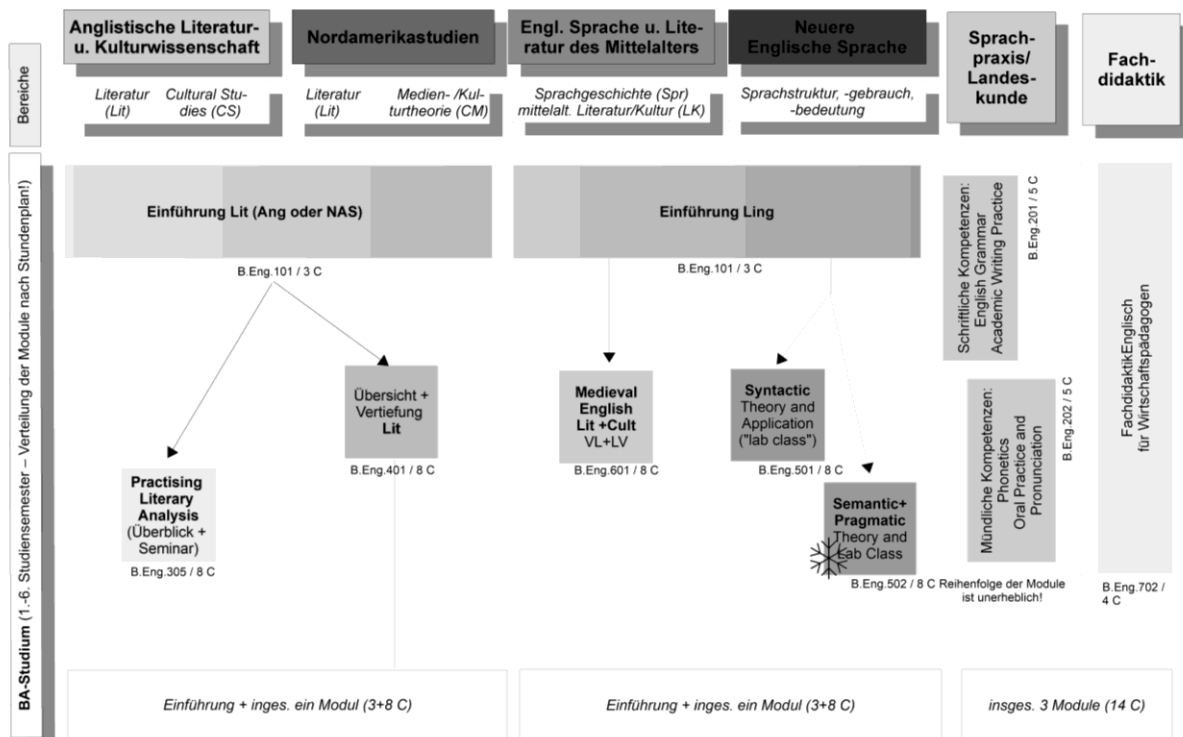 Bereiche
Anglistische Literatur-
u. Kulturwissenschaft
Literatur
(Lit)
Cultural Stu-
dies (CS)
Nordamerikastudien
Literatur
(Lit)
Medien- /Kul-
turtheorie (CM)
Engl. Sprache u. Lite-
ratur des Mittelalters
Sprachgeschichte (Spr)
mittelalt. Literatur/Kultur (LK)
Neuere
Englische Sprache
Sprachstruktur, -gebrauch,
-bedeutung
Sprach-
praxis/
Landes-
kunde
Fach-
didaktik
BA-Studium (1.-6. Studiensemester – Verteilung der Module nach Stundenplan!)
Einführung Lit (Ang oder NAS)
B.Eng.101 / 3 C
Übersicht +
Vertiefung
Lit
B.Eng.401 / 8 C
Practising
Literary
Analysis
(Überblick +
Seminar)
B.Eng.305 / 8 C
Einführung + inges. ein Modul (3+8 C)
Einführung Ling
B.Eng.101 / 3 C
Medieval
English
Lit +Cult
VL+LV
B.Eng.601 / 8 C
Syntactic
Theory and
Application
("lab class")
B.Eng.501 / 8 C
Semantic+
Pragmatic
Theory and
Lab Class
B.Eng.502 / 8 C Reihenfolge der Module
ist unerheblich!
Einführung + inges. ein Modul (3+8 C)
Schriftliche Kompetenzen:
English Grammar
Academic Writing Practice
B.Eng.201 / 5 C
Mündliche Kompetenzen:
Phonetics
Oral Practice and
Pronunciation
B.Eng.202 / 5 C
FachdidaktikEnglisch
für Wirtschaftspädagogen
B.Eng.702 /
4 C
insges. 3 Module (14 C)